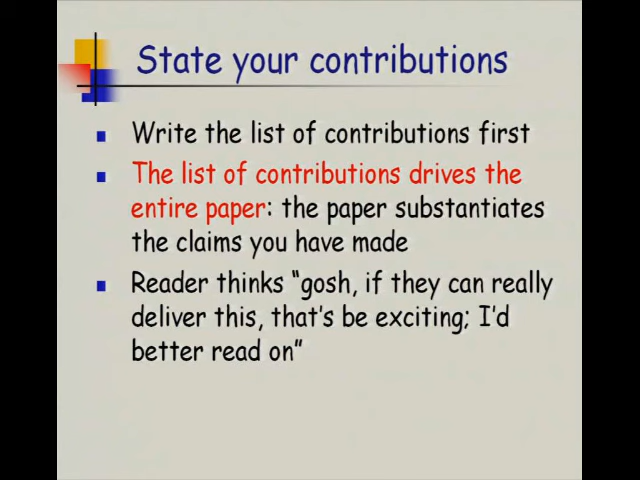 State your contributions
Write the list of contributions first
The list of contributions drives the
entire paper: the paper substantiates
the claims you have made
Reader thinks “gosh, if they can really
deliver this, that’s be exciting; I’d
better read on”